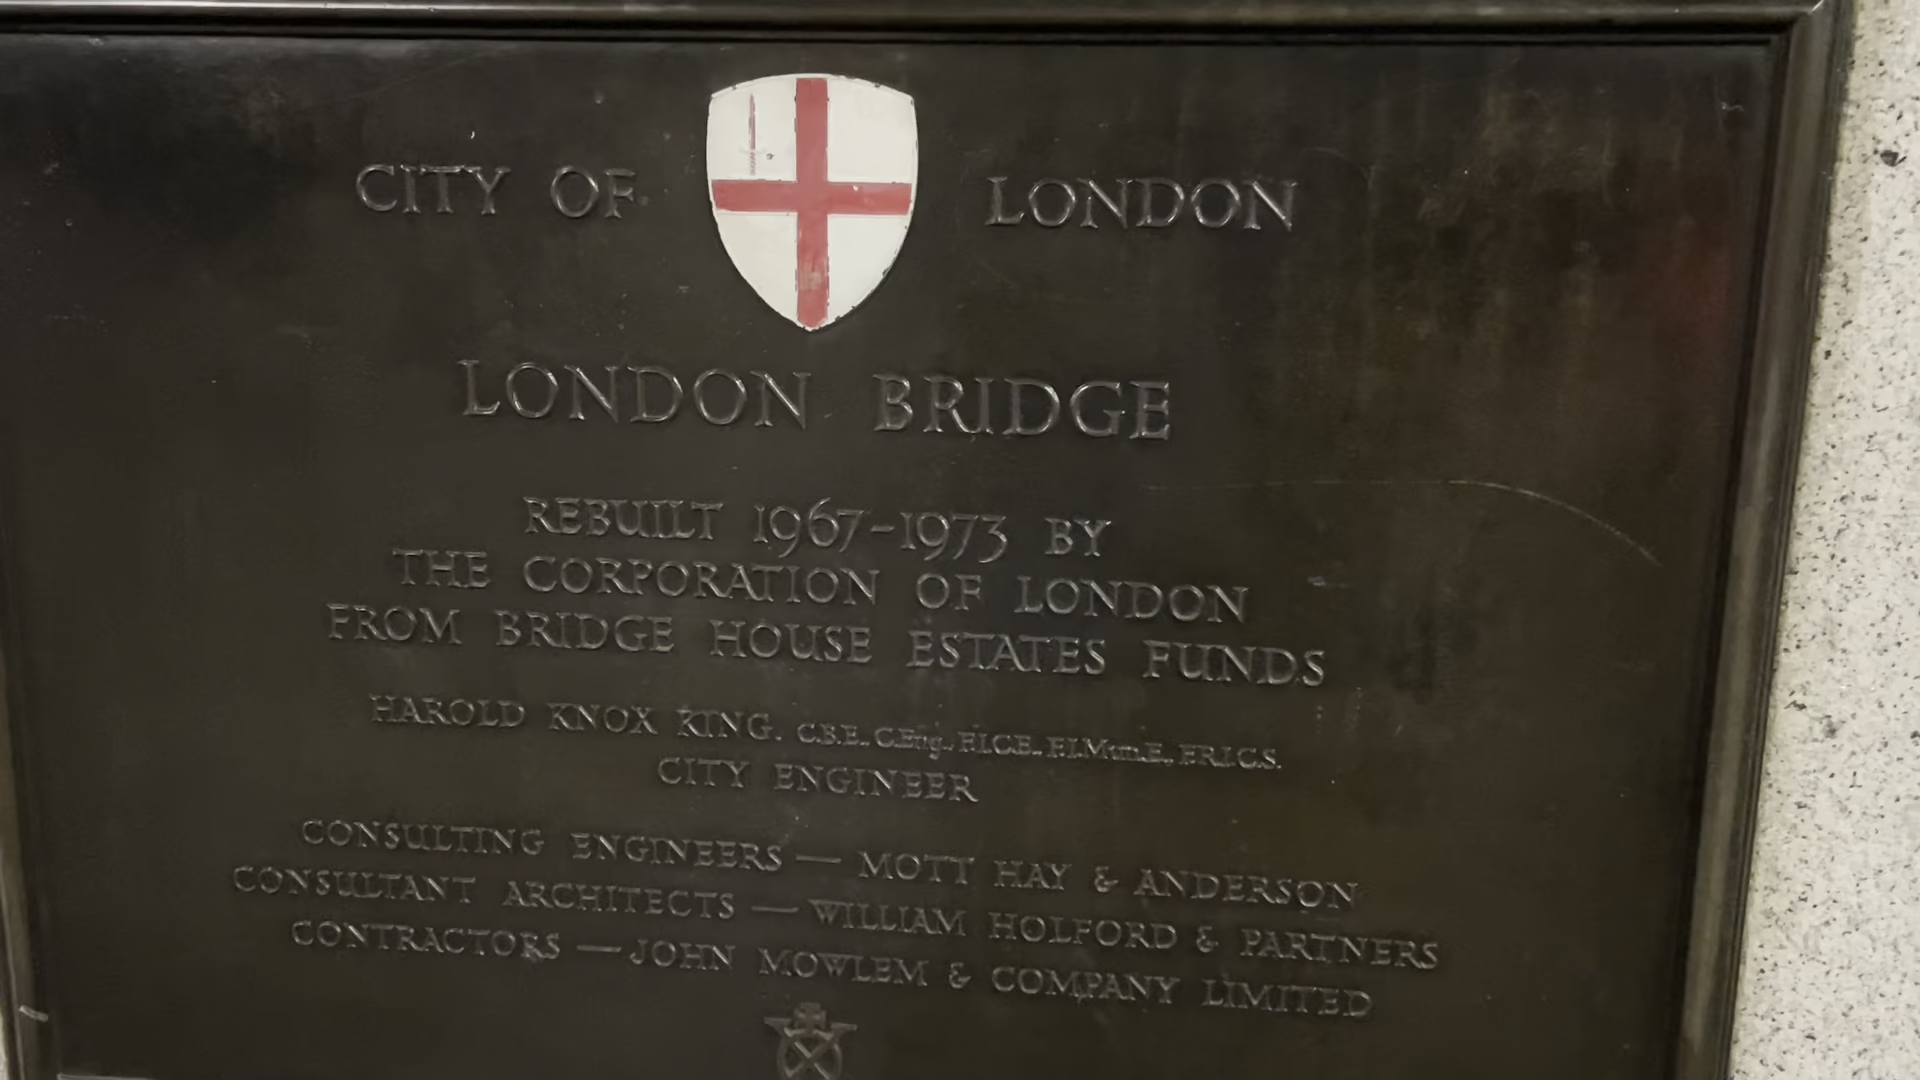 CITY OF LONDON
LONDON BRIDGE
REBUILT 1967-1973 BY
THE CORPORATION OF LONDON
FROM BRIDGE HOUSE ESTATES FUNDS
HAROLD KNOX KING. C.B.E., C.Eng., F.I.C.E., F.I.Mun.E., F.R.I.C.S.
CITY ENGINEER
CONSULTING ENGINEERS — MOTT HAY & ANDERSON
CONSULTANT ARCHITECTS — WILLIAM HOLFORD & PARTNERS
CONTRACTORS — JOHN MOWLEM & COMPANY LIMITED